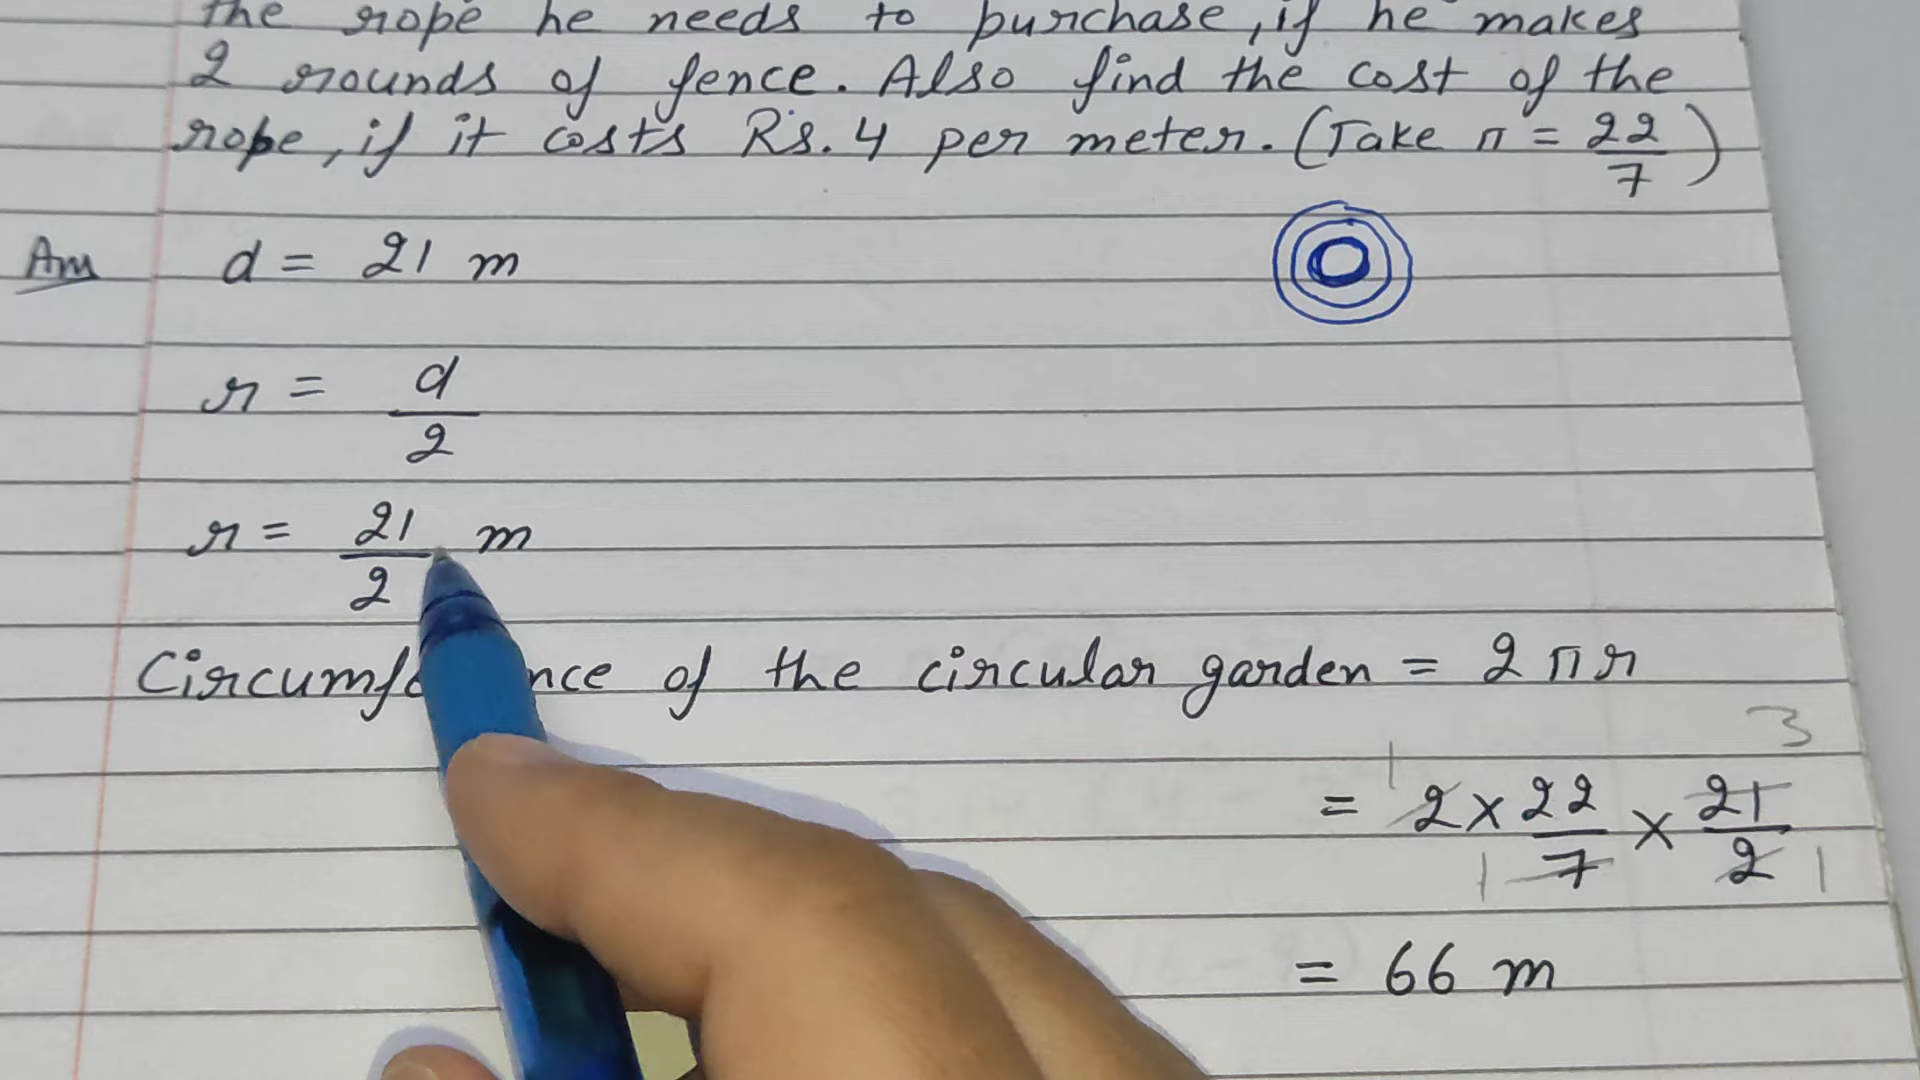 the rope he needs to purchase, if he makes
2 rounds of fence. Also find the cost of the
rope, if it costs Rs. 4 per meter. (Take π = 22/7)
Ans d = 21 m
r = d/2
r = 21/2 m
Circumfe nce of the circular garden = 2πr
= 2 × 22/7 × 21/2
1 3 1 1
= 66 m